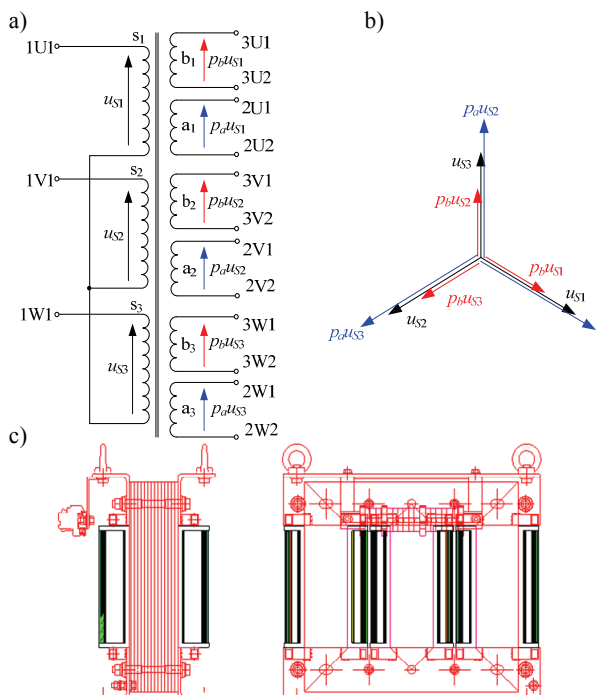 a)
1U1
s1
uS1
b1
pbuS1
3U1
3U2
a1
pauS1
2U1
2U2
1V1
s2
uS2
b2
pbuS2
3V1
3V2
a2
pauS2
2V1
2V2
1W1
s3
uS3
b3
pbuS3
3W1
3W2
a3
pauS3
2W1
2W2
b)
pauS2
uS3
pbuS2
pbuS1
uS1
pbuS3
uS2
pauS3
c)